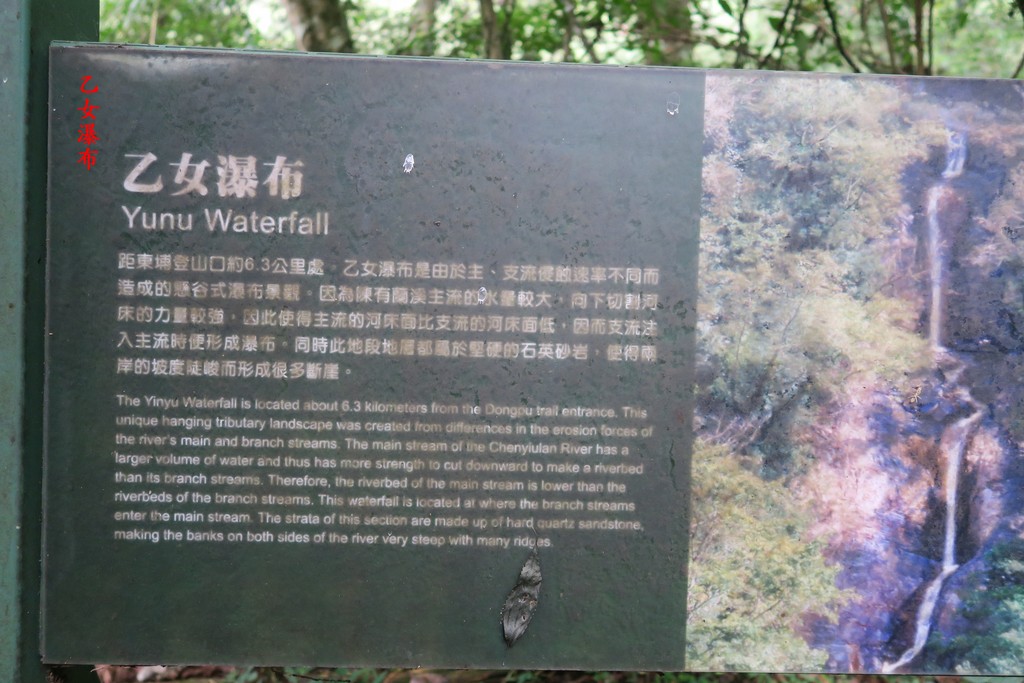 乙女瀑布
乙女瀑布
Yunu Waterfall
距東埔登山口約6.3公里處，乙女瀑布是由於主、支流侵蝕速率不同而
造成的懸谷式瀑布景觀。因為陳有蘭溪主流的水量較大，向下切割河
床的力量較強，因此使得主流的河床面比支流的河床面低，因而支流注
入主流時便形成瀑布。同時此地段地層都屬於堅硬的石英砂岩，使得兩
岸的坡度陡峻而形成很多斷崖。
The Yinyu Waterfall is located about 6.3 kilometers from the Dongpu trail entrance. This
unique hanging tributary landscape was created from differences in the erosion forces of
the river's main and branch streams. The main stream of the Chenyiulan River has a
larger volume of water and thus has more strength to cut downward to make a riverbed
than its branch streams. Therefore, the riverbed of the main stream is lower than the
riverbeds of the branch streams. This waterfall is located at where the branch streams
enter the main stream. The strata of this section are made up of hard quartz sandstone,
making the banks on both sides of the river very steep with many ridges.